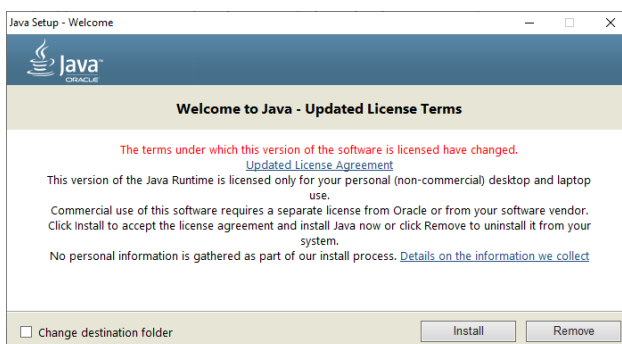 Java Setup - Welcome
Java™
ORACLE
Welcome to Java - Updated License Terms
The terms under which this version of the software is licensed have changed.
Updated License Agreement
This version of the Java Runtime is licensed only for your personal (non-commercial) desktop and laptop
use.
Commercial use of this software requires a separate license from Oracle or from your software vendor.
Click Install to accept the license agreement and install Java now or click Remove to uninstall it from your
system.
No personal information is gathered as part of our install process. Details on the information we collect
Change destination folder
Install
Remove